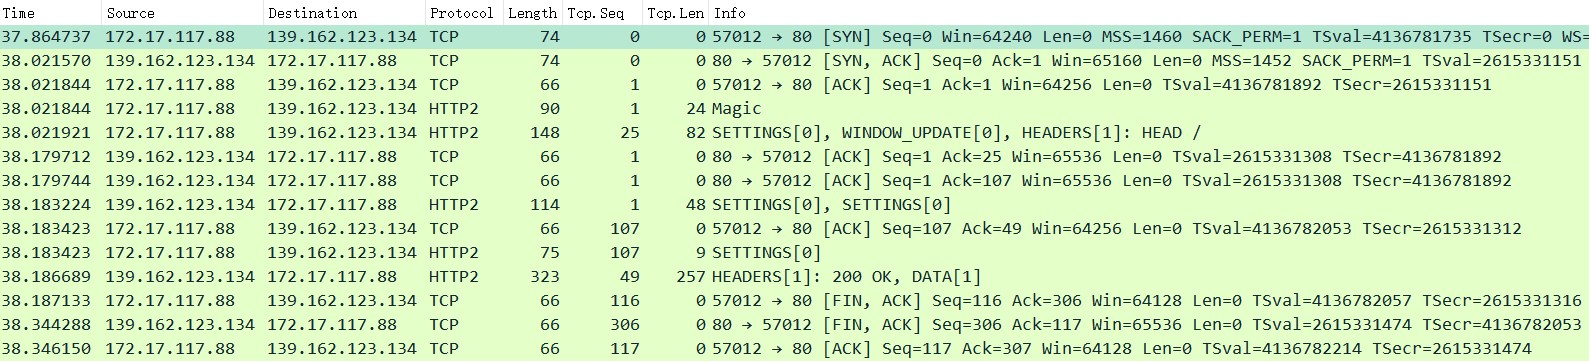 Time Source Destination Protocol Length Tcp.Seq Tcp.Len Info
37.864737 172.17.117.88 139.162.123.134 TCP 74 0 0 57012 → 80 [SYN] Seq=0 Win=64240 Len=0 MSS=1460 SACK_PERM=1 TSval=4136781735 TSecr=0 WS=
38.021570 139.162.123.134 172.17.117.88 TCP 74 0 0 80 → 57012 [SYN, ACK] Seq=0 Ack=1 Win=65160 Len=0 MSS=1452 SACK_PERM=1 TSval=2615331151
38.021844 172.17.117.88 139.162.123.134 TCP 66 1 0 57012 → 80 [ACK] Seq=1 Ack=1 Win=64256 Len=0 TSval=4136781892 TSecr=2615331151
38.021844 172.17.117.88 139.162.123.134 HTTP2 90 1 24 Magic
38.021921 172.17.117.88 139.162.123.134 HTTP2 148 25 82 SETTINGS[0], WINDOW_UPDATE[0], HEADERS[1]: HEAD /
38.179712 139.162.123.134 172.17.117.88 TCP 66 1 0 80 → 57012 [ACK] Seq=1 Ack=25 Win=65536 Len=0 TSval=2615331308 TSecr=4136781892
38.179744 139.162.123.134 172.17.117.88 TCP 66 1 0 80 → 57012 [ACK] Seq=1 Ack=107 Win=65536 Len=0 TSval=2615331308 TSecr=4136781892
38.183224 139.162.123.134 172.17.117.88 HTTP2 114 1 48 SETTINGS[0], SETTINGS[0]
38.183423 172.17.117.88 139.162.123.134 TCP 66 107 0 57012 → 80 [ACK] Seq=107 Ack=49 Win=64256 Len=0 TSval=4136782053 TSecr=2615331312
38.183423 172.17.117.88 139.162.123.134 HTTP2 75 107 9 SETTINGS[0]
38.186689 139.162.123.134 172.17.117.88 HTTP2 323 49 257 HEADERS[1]: 200 OK, DATA[1]
38.187133 172.17.117.88 139.162.123.134 TCP 66 116 0 57012 → 80 [FIN, ACK] Seq=116 Ack=306 Win=64128 Len=0 TSval=4136782057 TSecr=2615331316
38.344288 139.162.123.134 172.17.117.88 TCP 66 306 0 80 → 57012 [FIN, ACK] Seq=306 Ack=117 Win=65536 Len=0 TSval=2615331474 TSecr=4136782053
38.346150 172.17.117.88 139.162.123.134 TCP 66 117 0 57012 → 80 [ACK] Seq=117 Ack=307 Win=64128 Len=0 TSval=4136782214 TSecr=2615331474